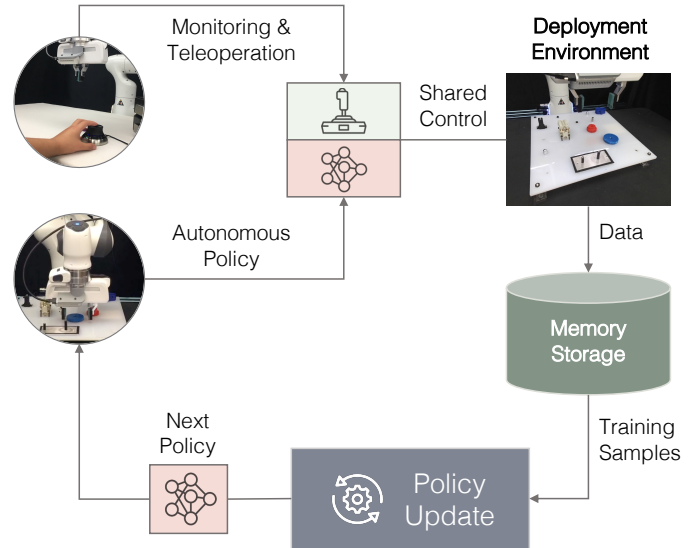 Monitoring &
Teleoperation
Deployment
Environment
Shared
Control
Autonomous
Policy
Data
Memory
Storage
Next
Policy
Training
Samples
Policy
Update